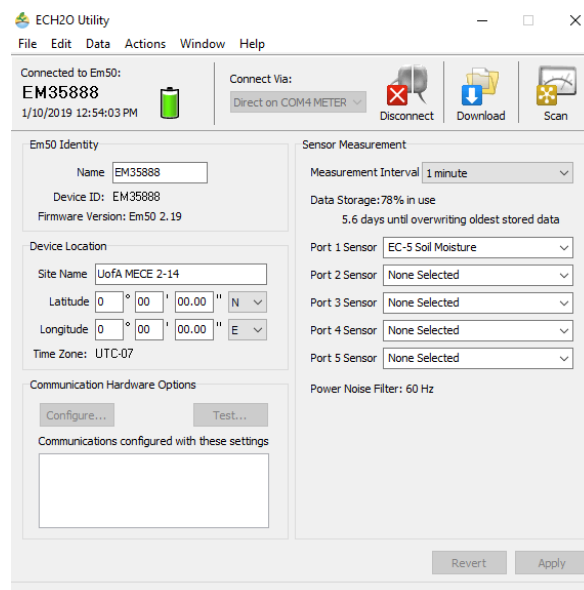 ECH2O Utility
File Edit Data Actions Window Help
Connected to Em50:
EM35888
1/10/2019 12:54:03 PM
Connect Via:
Direct on COM4 METER
Disconnect
Download
Scan
Em50 Identity
Name EM35888
Device ID: EM35888
Firmware Version: Em50 2.19
Device Location
Site Name UofA MECE 2-14
Latitude 0 ° 00 ' 00.00 " N
Longitude 0 ° 00 ' 00.00 " E
Time Zone: UTC-07
Communication Hardware Options
Configure... Test...
Communications configured with these settings
Sensor Measurement
Measurement Interval 1 minute
Data Storage:78% in use
5.6 days until overwriting oldest stored data
Port 1 Sensor EC-5 Soil Moisture
Port 2 Sensor None Selected
Port 3 Sensor None Selected
Port 4 Sensor None Selected
Port 5 Sensor None Selected
Power Noise Filter: 60 Hz
Revert Apply